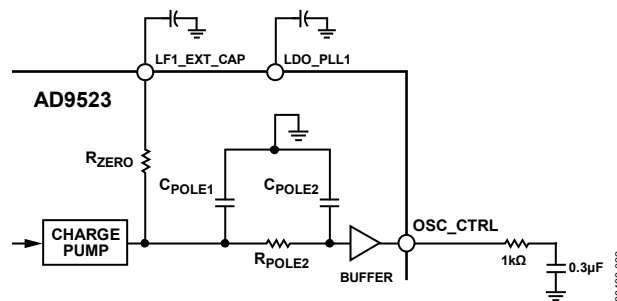 LF1_EXT_CAP
LDO_PLL1
AD9523
RZERO
CPOLE1
CPOLE2
OSC_CTRL
CHARGE
PUMP
RPOLE2
BUFFER
1kΩ
0.3µF